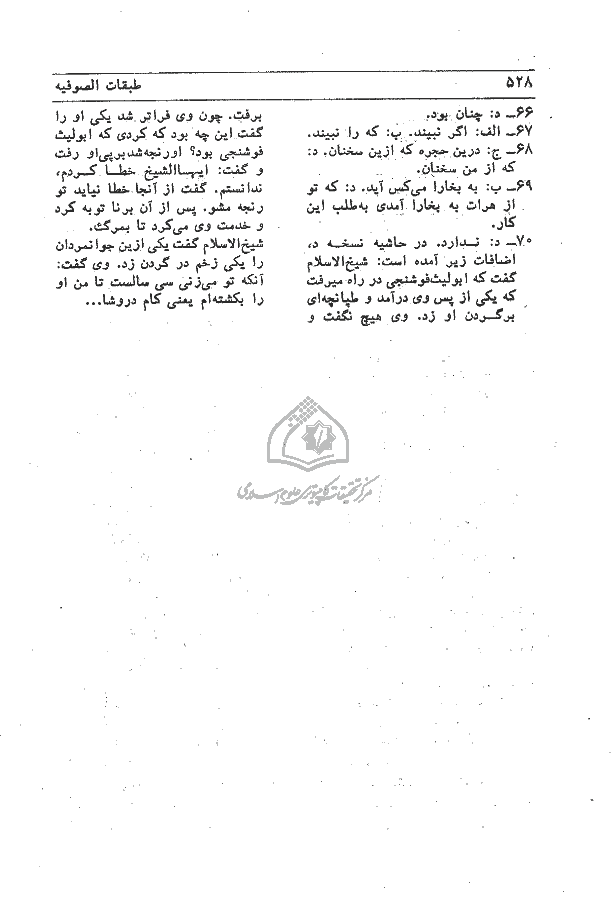 ۵۲۸
طبقات الصوفیه
۶۶ـ د: چنان بود.
۶۷ـ الف: اگر نبیند. ب: که را نبیند.
۶۸ـ ج: درین حجره که ازین سخنان. د:
که از من سخنان.
۶۹ـ ب: به بخارا می‌کس آید. د: که تو
از هرات به بخارا آمدی به‌طلب این
کار.
۷۰ـ د: نـدارد. در حاشیه نسخه د،
اضافات زیر آمده است: شیخ‌الاسلام
گفت که ابولیث‌فوشنجی در راه میرفت
که یکی از پس وی درآمد و طپانچه‌ای
برگـردن او زد. وی هیچ نگفت و
برفت. چون وی فراتر شد یکی او را
گفت این چه بود که کردی که ابولیث
فوشنجی بود؟ اورنجه‌شدبرپی‌او رفت
و گفت: ایهـاالشیخ خطـا کـردم،
ندانستم. گفت از آنجا خطا نیاید تو
رنجه مشو. پس از آن برنا توبه کرد
و خدمت وی می‌کرد تا بمرگ.
شیخ‌الاسلام گفت یکی ازین جوانمردان
را یکی زخم در گردن زد. وی گفت:
آنکه تو می‌زنی سی سالست تا من او
را بکشته‌ام یعنی کام دروشا...
مرکز تحقیقات کامپیوتری علوم اسلامی